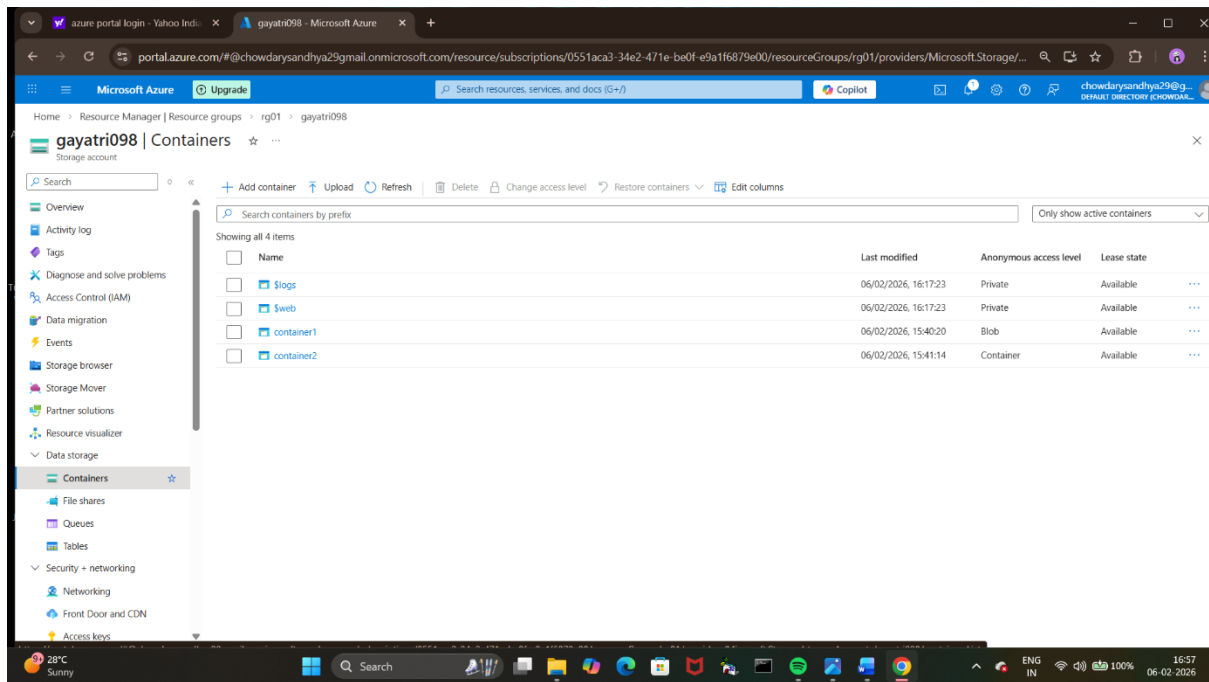 azure portal login - Yahoo India
gayatri098 - Microsoft Azure
portal.azure.com/#@chowdarysandhya29gmail.onmicrosoft.com/resource/subscriptions/0551aca3-34e2-471e-be0f-e9a1f6879e00/resourceGroups/rg01/providers/Microsoft.Storage/...
Microsoft Azure
Upgrade
Search resources, services, and docs (G+/)
Copilot
1
chowdarysandhya29@g...
DEFAULT DIRECTORY (CHOWDAR...
Home > Resource Manager | Resource groups > rg01 > gayatri098
gayatri098 | Containers
Storage account
Search
Add container Upload Refresh Delete Change access level Restore containers Edit columns
Search containers by prefix
Only show active containers
Showing all 4 items
Name Last modified Anonymous access level Lease state
$logs 06/02/2026, 16:17:23 Private Available
$web 06/02/2026, 16:17:23 Private Available
container1 06/02/2026, 15:40:20 Blob Available
container2 06/02/2026, 15:41:14 Container Available
Overview
Activity log
Tags
Diagnose and solve problems
Access Control (IAM)
Data migration
Events
Storage browser
Storage Mover
Partner solutions
Resource visualizer
Data storage
Containers
File shares
Queues
Tables
Security + networking
Networking
Front Door and CDN
Access keys
28°C
Sunny
Search
ENG
IN
100%
16:57
06-02-2026